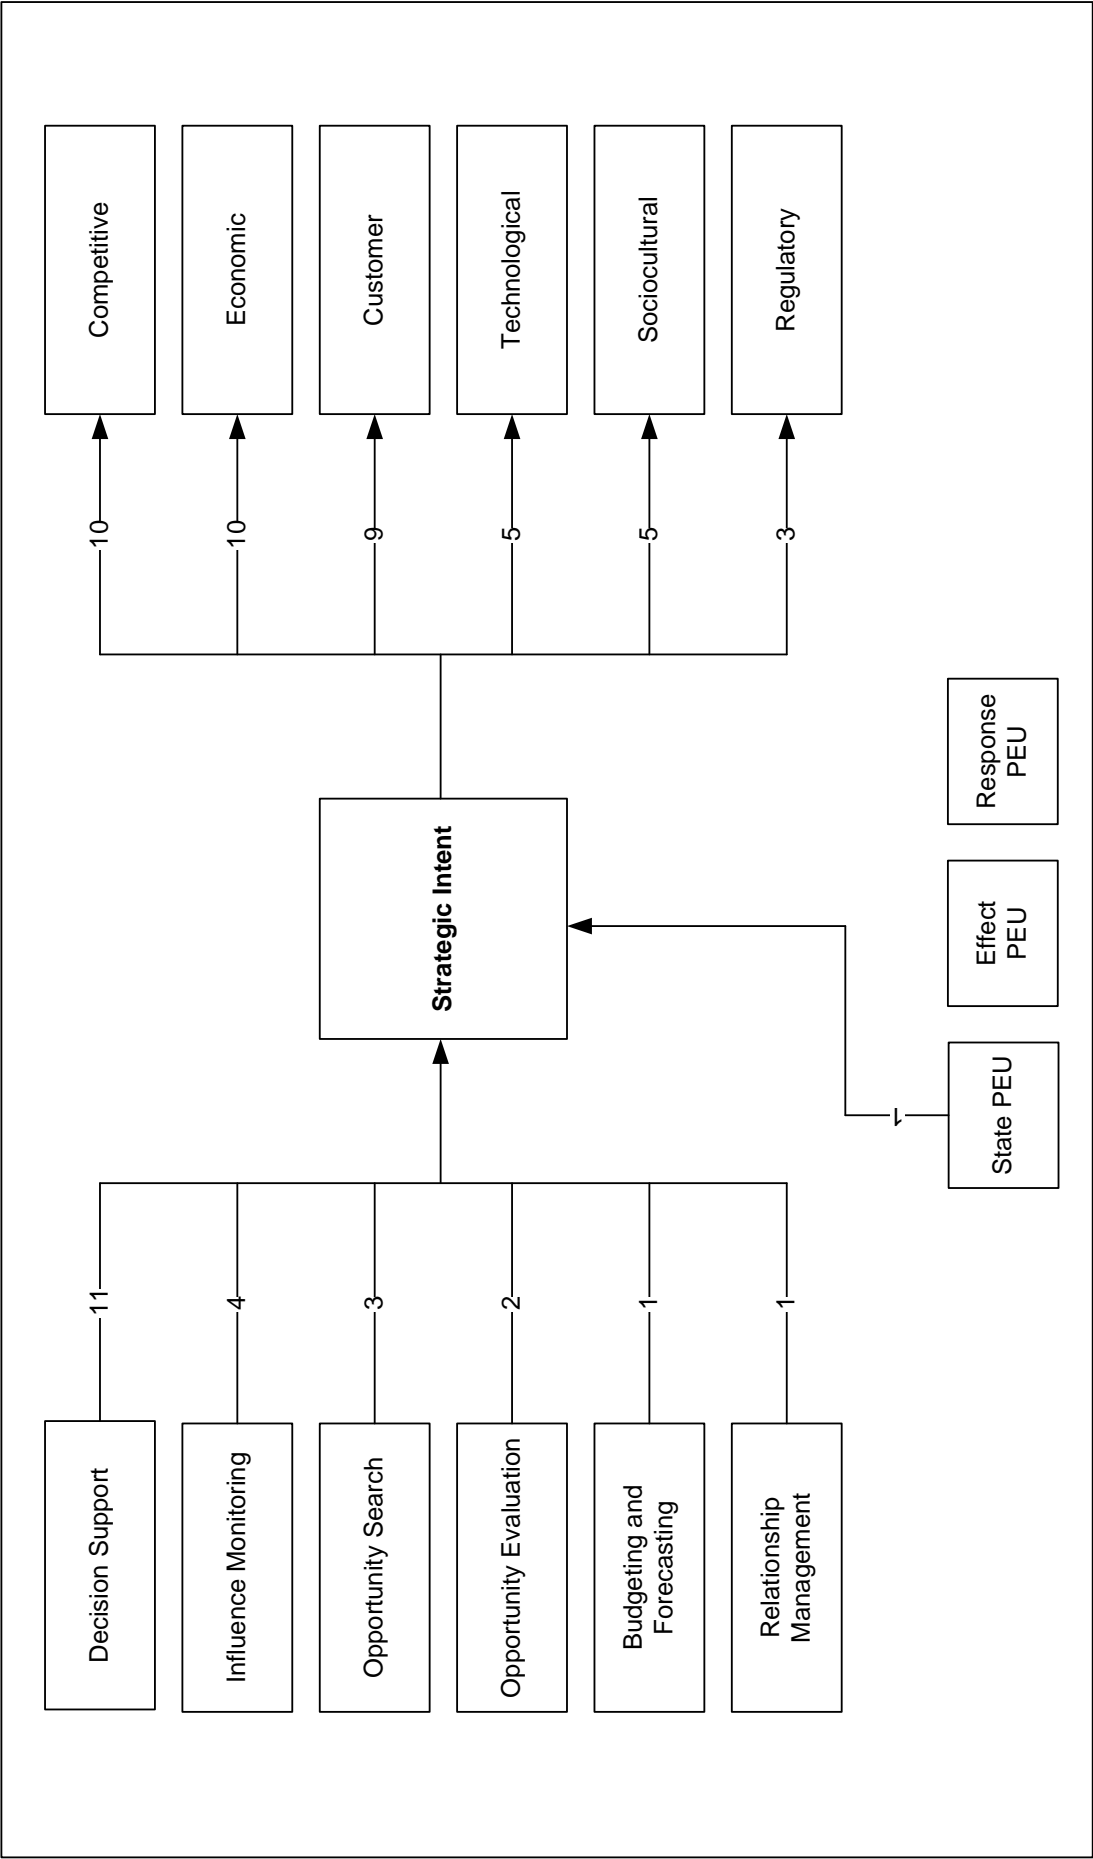 Decision Support
11
Influence Monitoring
4
Opportunity Search
3
Opportunity Evaluation
2
Budgeting and
Forecasting
1
Relationship
Management
1
Strategic Intent
10
Competitive
10
Economic
9
Customer
5
Technological
5
Sociocultural
3
Regulatory
1
State PEU
Effect
PEU
Response
PEU